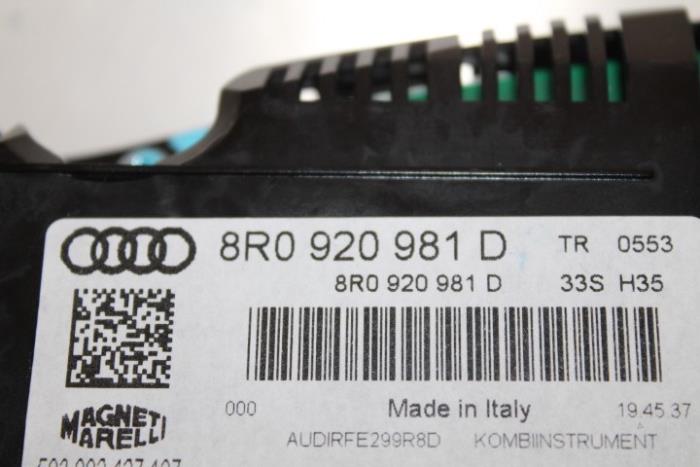 8R0 920 981 D TR 0553
8R0 920 981 D 33S H35
000 Made in Italy 19.45.37
MAGNETI MARELLI
AUDIRFE299R8D KOMBIINSTRUMENT